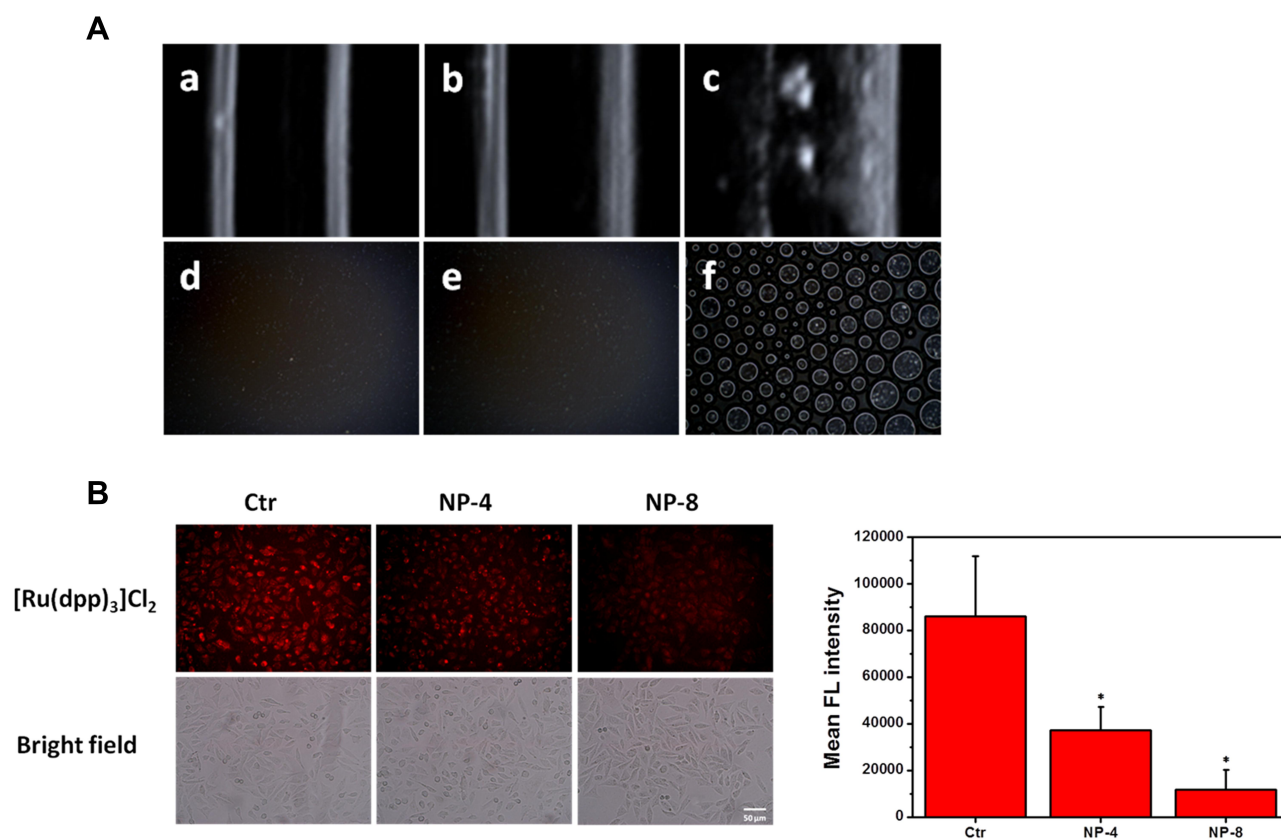 A
a b c
d e f
B
Ctr NP-4 NP-8
[Ru(dpp)₃]Cl₂
Bright field
50 μm
Mean FL intensity
120000
100000
80000
60000
40000
20000
0
*
*
Ctr NP-4 NP-8